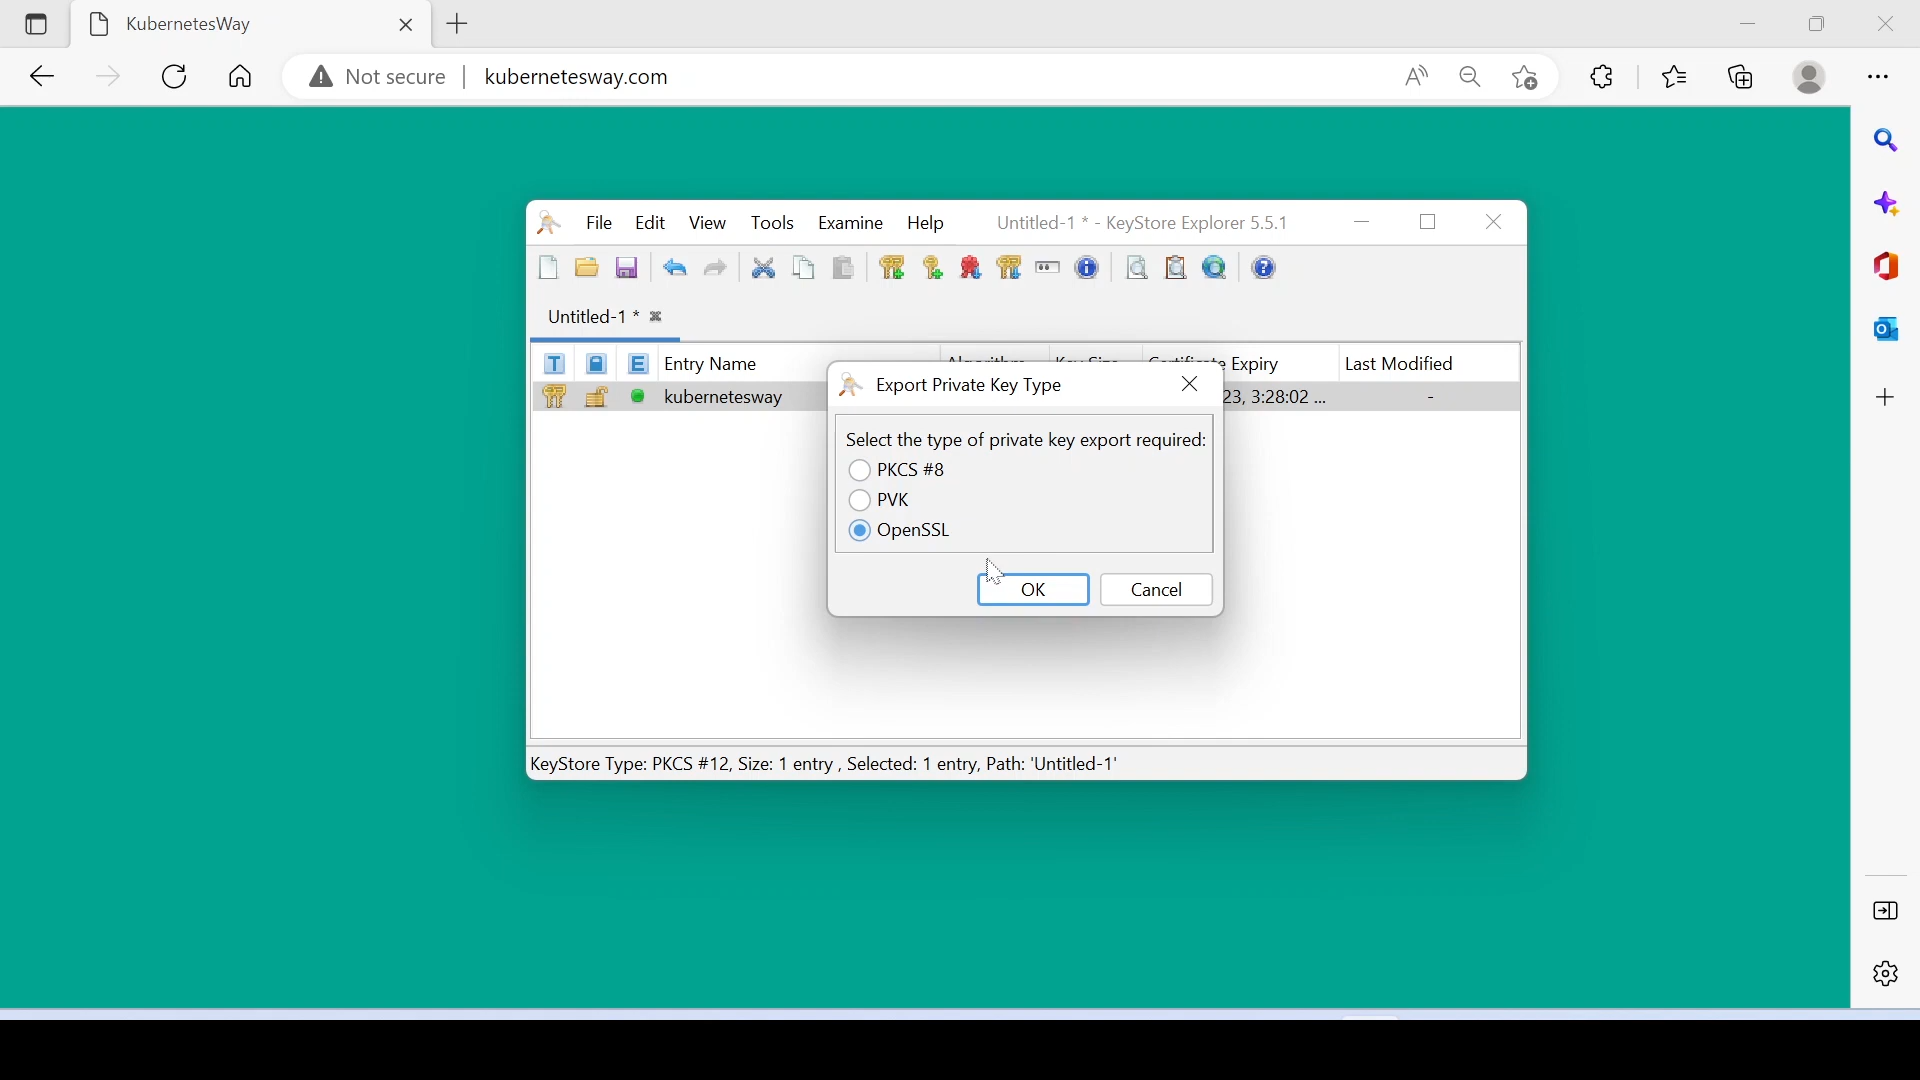 KubernetesWay
Not secure | kubernetesway.com
File Edit View Tools Examine Help Untitled-1 * - KeyStore Explorer 5.5.1
Untitled-1 *
T E Entry Name Expiry Last Modified
kubernetesway 23, 3:28:02 ... -
Export Private Key Type
Select the type of private key export required:
PKCS #8
PVK
OpenSSL
OK Cancel
KeyStore Type: PKCS #12, Size: 1 entry , Selected: 1 entry, Path: 'Untitled-1'